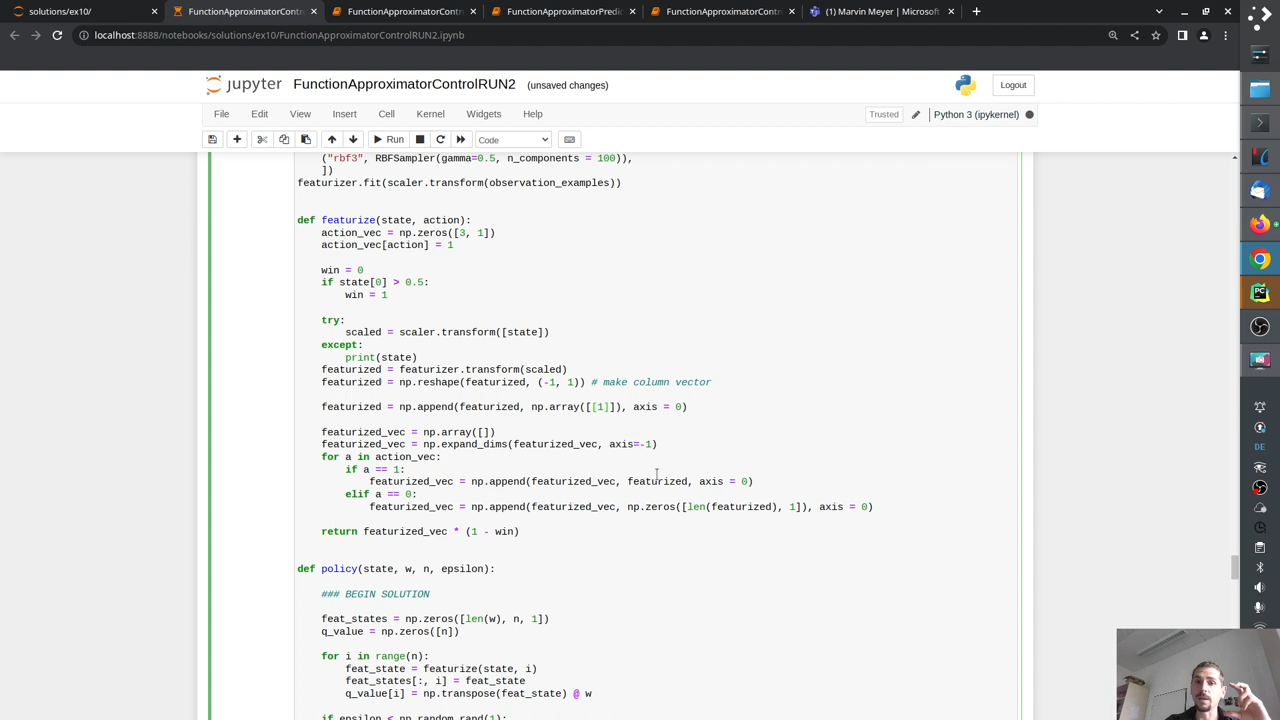 solutions/ex10/
FunctionApproximatorContr
FunctionApproximatorContr
FunctionApproximatorPredic
FunctionApproximatorContr
(1) Marvin Meyer | Microsoft
localhost:8888/notebooks/solutions/ex10/FunctionApproximatorControlRUN2.ipynb
jupyter FunctionApproximatorControlRUN2 (unsaved changes)
Logout
File Edit View Insert Cell Kernel Widgets Help
Trusted Python 3 (ipykernel)
Run Code
("rbf3", RBFSampler(gamma=0.5, n_components = 100)),
])
featurizer.fit(scaler.transform(observation_examples))
def featurize(state, action):
action_vec = np.zeros([3, 1])
action_vec[action] = 1
win = 0
if state[0] > 0.5:
win = 1
try:
scaled = scaler.transform([state])
except:
print(state)
featurized = featurizer.transform(scaled)
featurized = np.reshape(featurized, (-1, 1)) # make column vector
featurized = np.append(featurized, np.array([[1]]), axis = 0)
featurized_vec = np.array([])
featurized_vec = np.expand_dims(featurized_vec, axis=-1)
for a in action_vec:
if a == 1:
featurized_vec = np.append(featurized_vec, featurized, axis = 0)
elif a == 0:
featurized_vec = np.append(featurized_vec, np.zeros([len(featurized), 1]), axis = 0)
return featurized_vec * (1 - win)
def policy(state, w, n, epsilon):
### BEGIN SOLUTION
feat_states = np.zeros([len(w), n, 1])
q_value = np.zeros([n])
for i in range(n):
feat_state = featurize(state, i)
feat_states[:, i] = feat_state
q_value[i] = np.transpose(feat_state) @ w
if epsilon < np.random.rand(1):
PC
DE